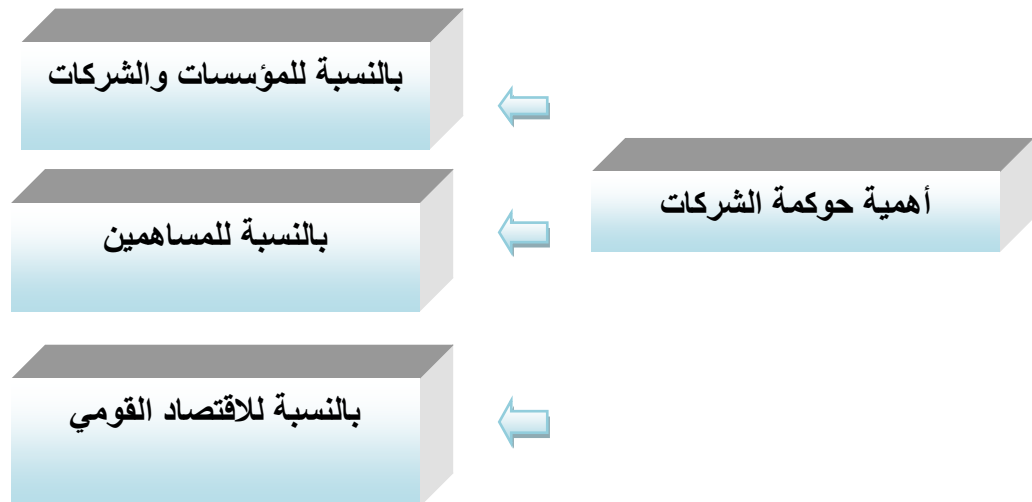 أهمية حوكمة الشركات
بالنسبة للمؤسسات والشركات
بالنسبة للمساهمين
بالنسبة للاقتصاد القومي